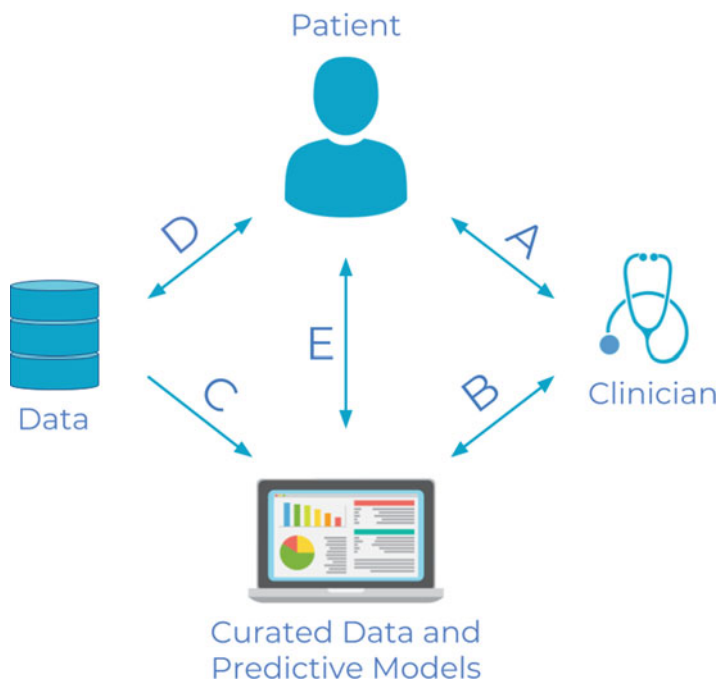 Patient
D
A
E
Data
C
B
Clinician
Curated Data and
Predictive Models